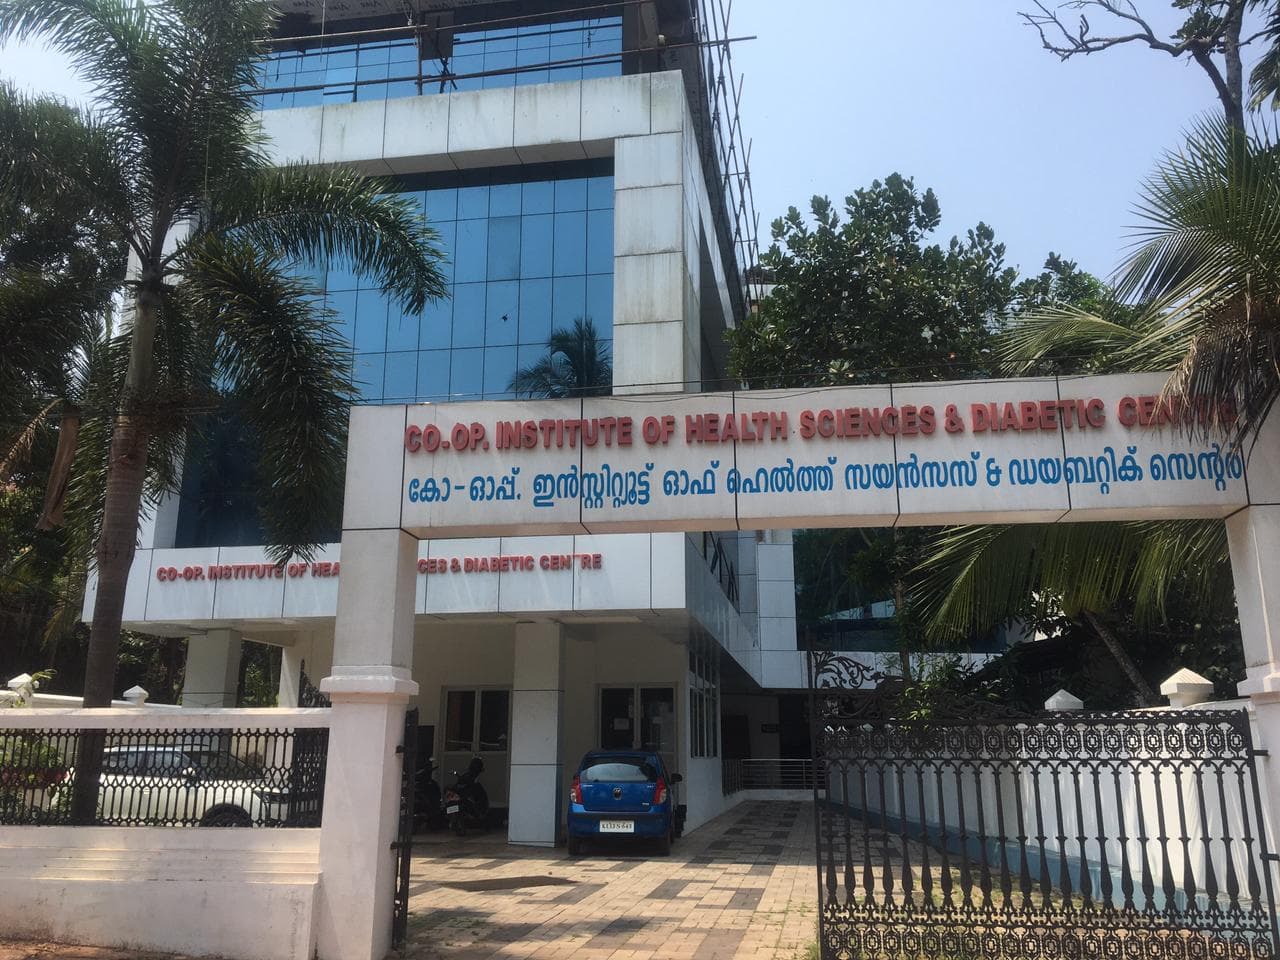 CO-OP. INSTITUTE OF HEALTH SCIENCES & DIABETIC CENTRE
കോ-ഓപ്പ്. ഇൻസ്റ്റിറ്റ്യൂട്ട് ഓഫ് ഹെൽത്ത് സയൻസസ് & ഡയബറ്റിക് സെന്റർ
CO-OP. INSTITUTE OF HEA CES & DIABETIC CENTRE